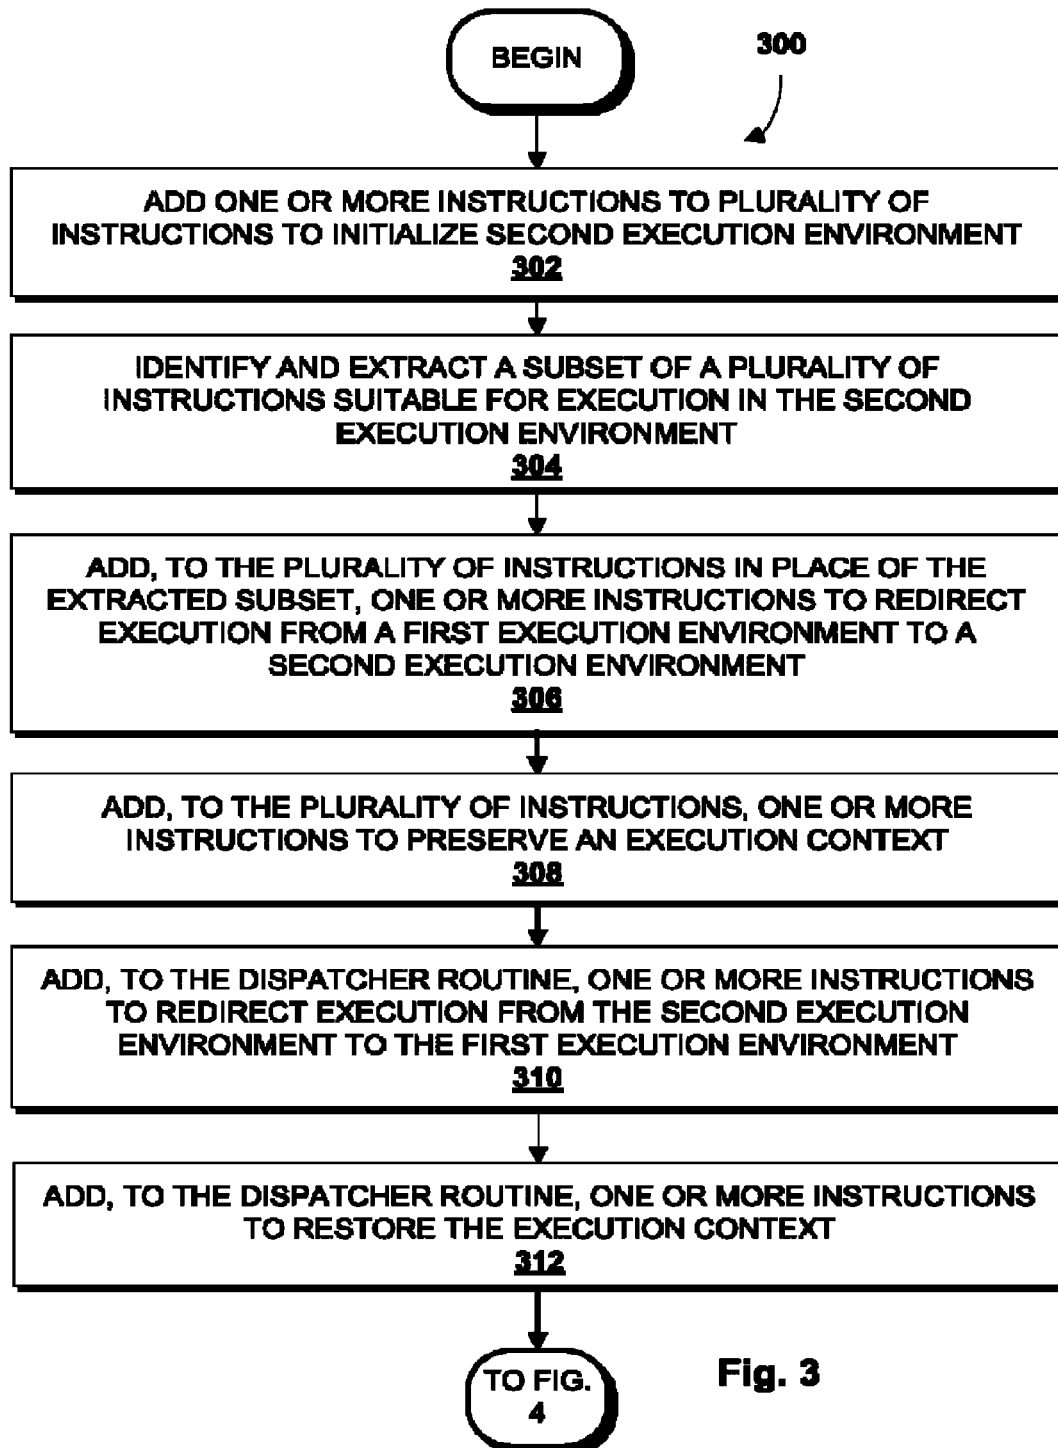 BEGIN
300
ADD ONE OR MORE INSTRUCTIONS TO PLURALITY OF
INSTRUCTIONS TO INITIALIZE SECOND EXECUTION ENVIRONMENT
302
IDENTIFY AND EXTRACT A SUBSET OF A PLURALITY OF
INSTRUCTIONS SUITABLE FOR EXECUTION IN THE SECOND
EXECUTION ENVIRONMENT
304
ADD, TO THE PLURALITY OF INSTRUCTIONS IN PLACE OF THE
EXTRACTED SUBSET, ONE OR MORE INSTRUCTIONS TO REDIRECT
EXECUTION FROM A FIRST EXECUTION ENVIRONMENT TO A
SECOND EXECUTION ENVIRONMENT
306
ADD, TO THE PLURALITY OF INSTRUCTIONS, ONE OR MORE
INSTRUCTIONS TO PRESERVE AN EXECUTION CONTEXT
308
ADD, TO THE DISPATCHER ROUTINE, ONE OR MORE INSTRUCTIONS
TO REDIRECT EXECUTION FROM THE SECOND EXECUTION
ENVIRONMENT TO THE FIRST EXECUTION ENVIRONMENT
310
ADD, TO THE DISPATCHER ROUTINE, ONE OR MORE INSTRUCTIONS
TO RESTORE THE EXECUTION CONTEXT
312
TO FIG.
4
Fig. 3